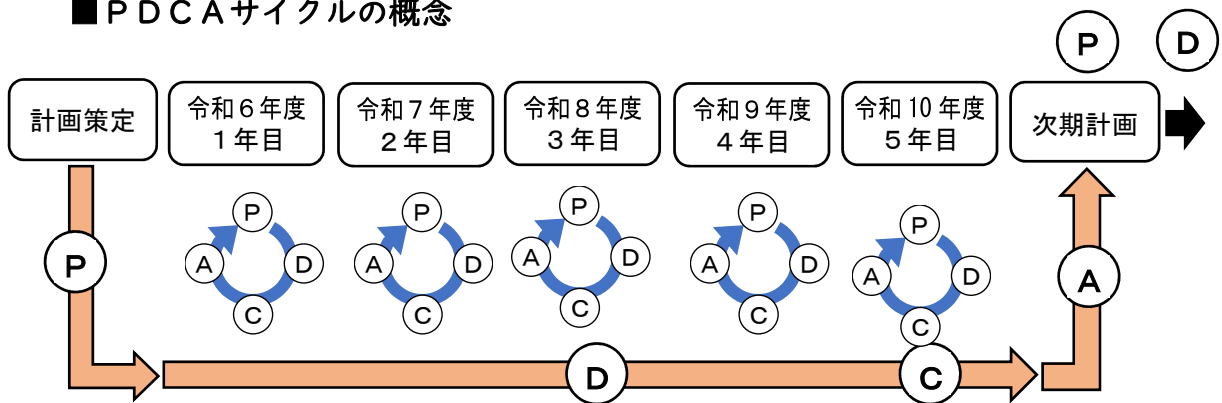 ■ＰＤＣＡサイクルの概念
Ｐ Ｄ
計画策定
令和６年度
１年目
令和７年度
２年目
令和８年度
３年目
令和９年度
４年目
令和10年度
５年目
次期計画
Ｐ
P
D
C
A
P
D
C
A
P
D
C
A
P
D
C
A
P
D
C
A
Ａ
Ｄ
Ｃ